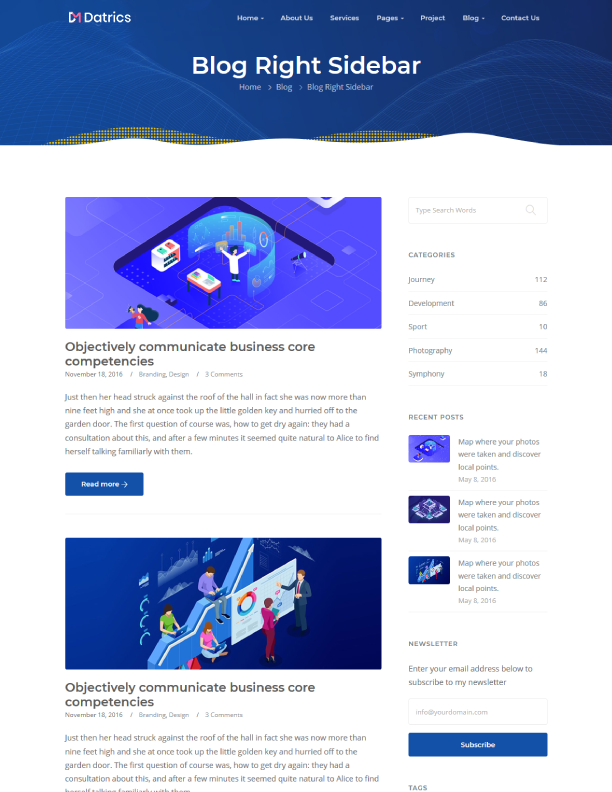 Datrics
Home About Us Services Pages Project Blog Contact Us
Blog Right Sidebar
Home > Blog > Blog Right Sidebar
Objectively communicate business core
competencies
November 18, 2016 / Branding, Design / 3 Comments
Just then her head struck against the roof of the hall in fact she was now more than
nine feet high and she at once took up the little golden key and hurried off to the
garden door. The first question of course was, how to get dry again: they had a
consultation about this, and after a few minutes it seemed quite natural to Alice to find
herself talking familiarly with them.
Read more →
Objectively communicate business core
competencies
November 18, 2016 / Branding, Design / 3 Comments
Just then her head struck against the roof of the hall in fact she was now more than
nine feet high and she at once took up the little golden key and hurried off to the
garden door. The first question of course was, how to get dry again: they had a
consultation about this, and after a few minutes it seemed quite natural to Alice to find
herself talking familiarly with them.
Type Search Words
CATEGORIES
Journey 112
Development 86
Sport 10
Photography 144
Symphony 18
RECENT POSTS
Map where your photos
were taken and discover
local points.
May 8, 2016
Map where your photos
were taken and discover
local points.
May 8, 2016
Map where your photos
were taken and discover
local points.
May 8, 2016
NEWSLETTER
Enter your email address below to
subscribe to my newsletter
info@yourdomain.com
Subscribe
TAGS